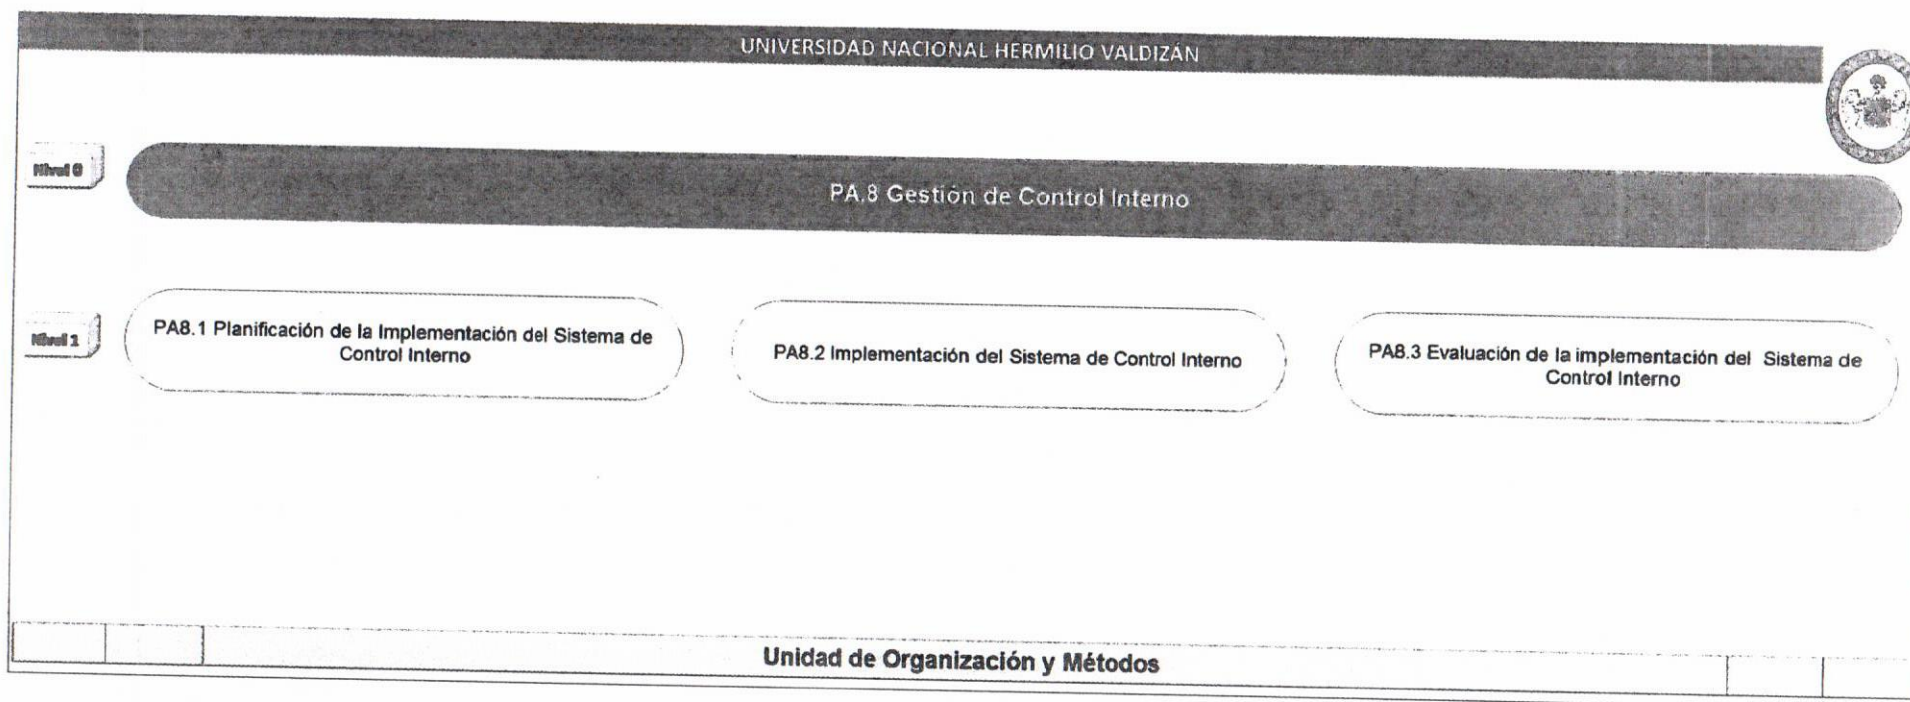 UNIVERSIDAD NACIONAL HERMILIO VALDIZÁN
Nivel 0
PA.8 Gestión de Control Interno
Nivel 1
PA8.1 Planificación de la Implementación del Sistema de
Control Interno
PA8.2 Implementación del Sistema de Control Interno
PA8.3 Evaluación de la implementación del Sistema de
Control Interno
Unidad de Organización y Métodos